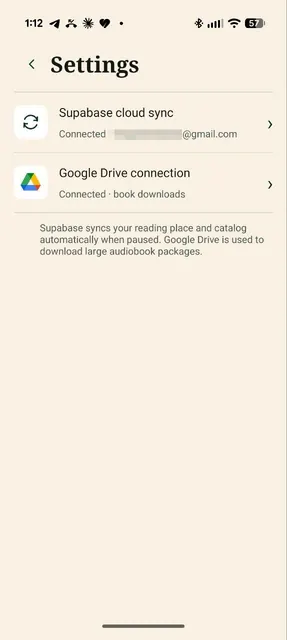 1:12
57
Settings
Supabase cloud sync
Connected @gmail.com
Google Drive connection
Connected · book downloads
Supabase syncs your reading place and catalog
automatically when paused. Google Drive is used to
download large audiobook packages.